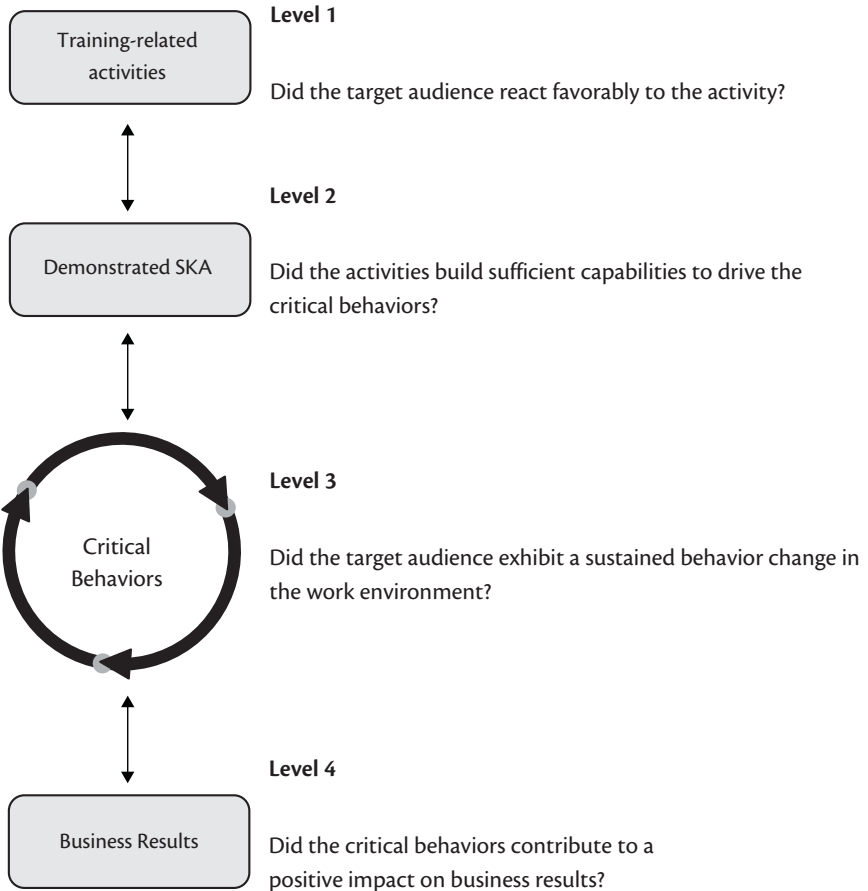 Level 1
Training-related
activities
Did the target audience react favorably to the activity?
Level 2
Demonstrated SKA
Did the activities build sufficient capabilities to drive the
critical behaviors?
Level 3
Critical
Behaviors
Did the target audience exhibit a sustained behavior change in
the work environment?
Level 4
Business Results
Did the critical behaviors contribute to a
positive impact on business results?